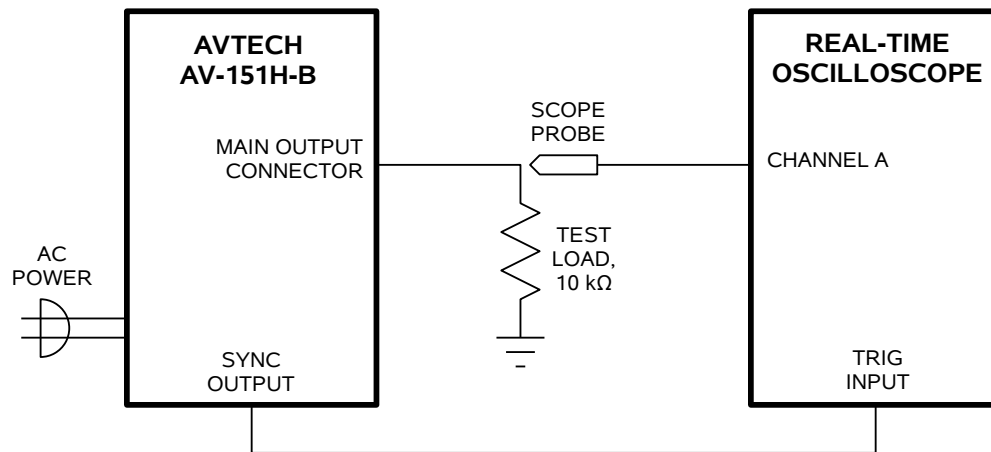 AVTECH
AV-151H-B
REAL-TIME
OSCILLOSCOPE
SCOPE
PROBE
MAIN OUTPUT
CONNECTOR
CHANNEL A
TEST
LOAD,
10 kΩ
AC
POWER
SYNC
OUTPUT
TRIG
INPUT